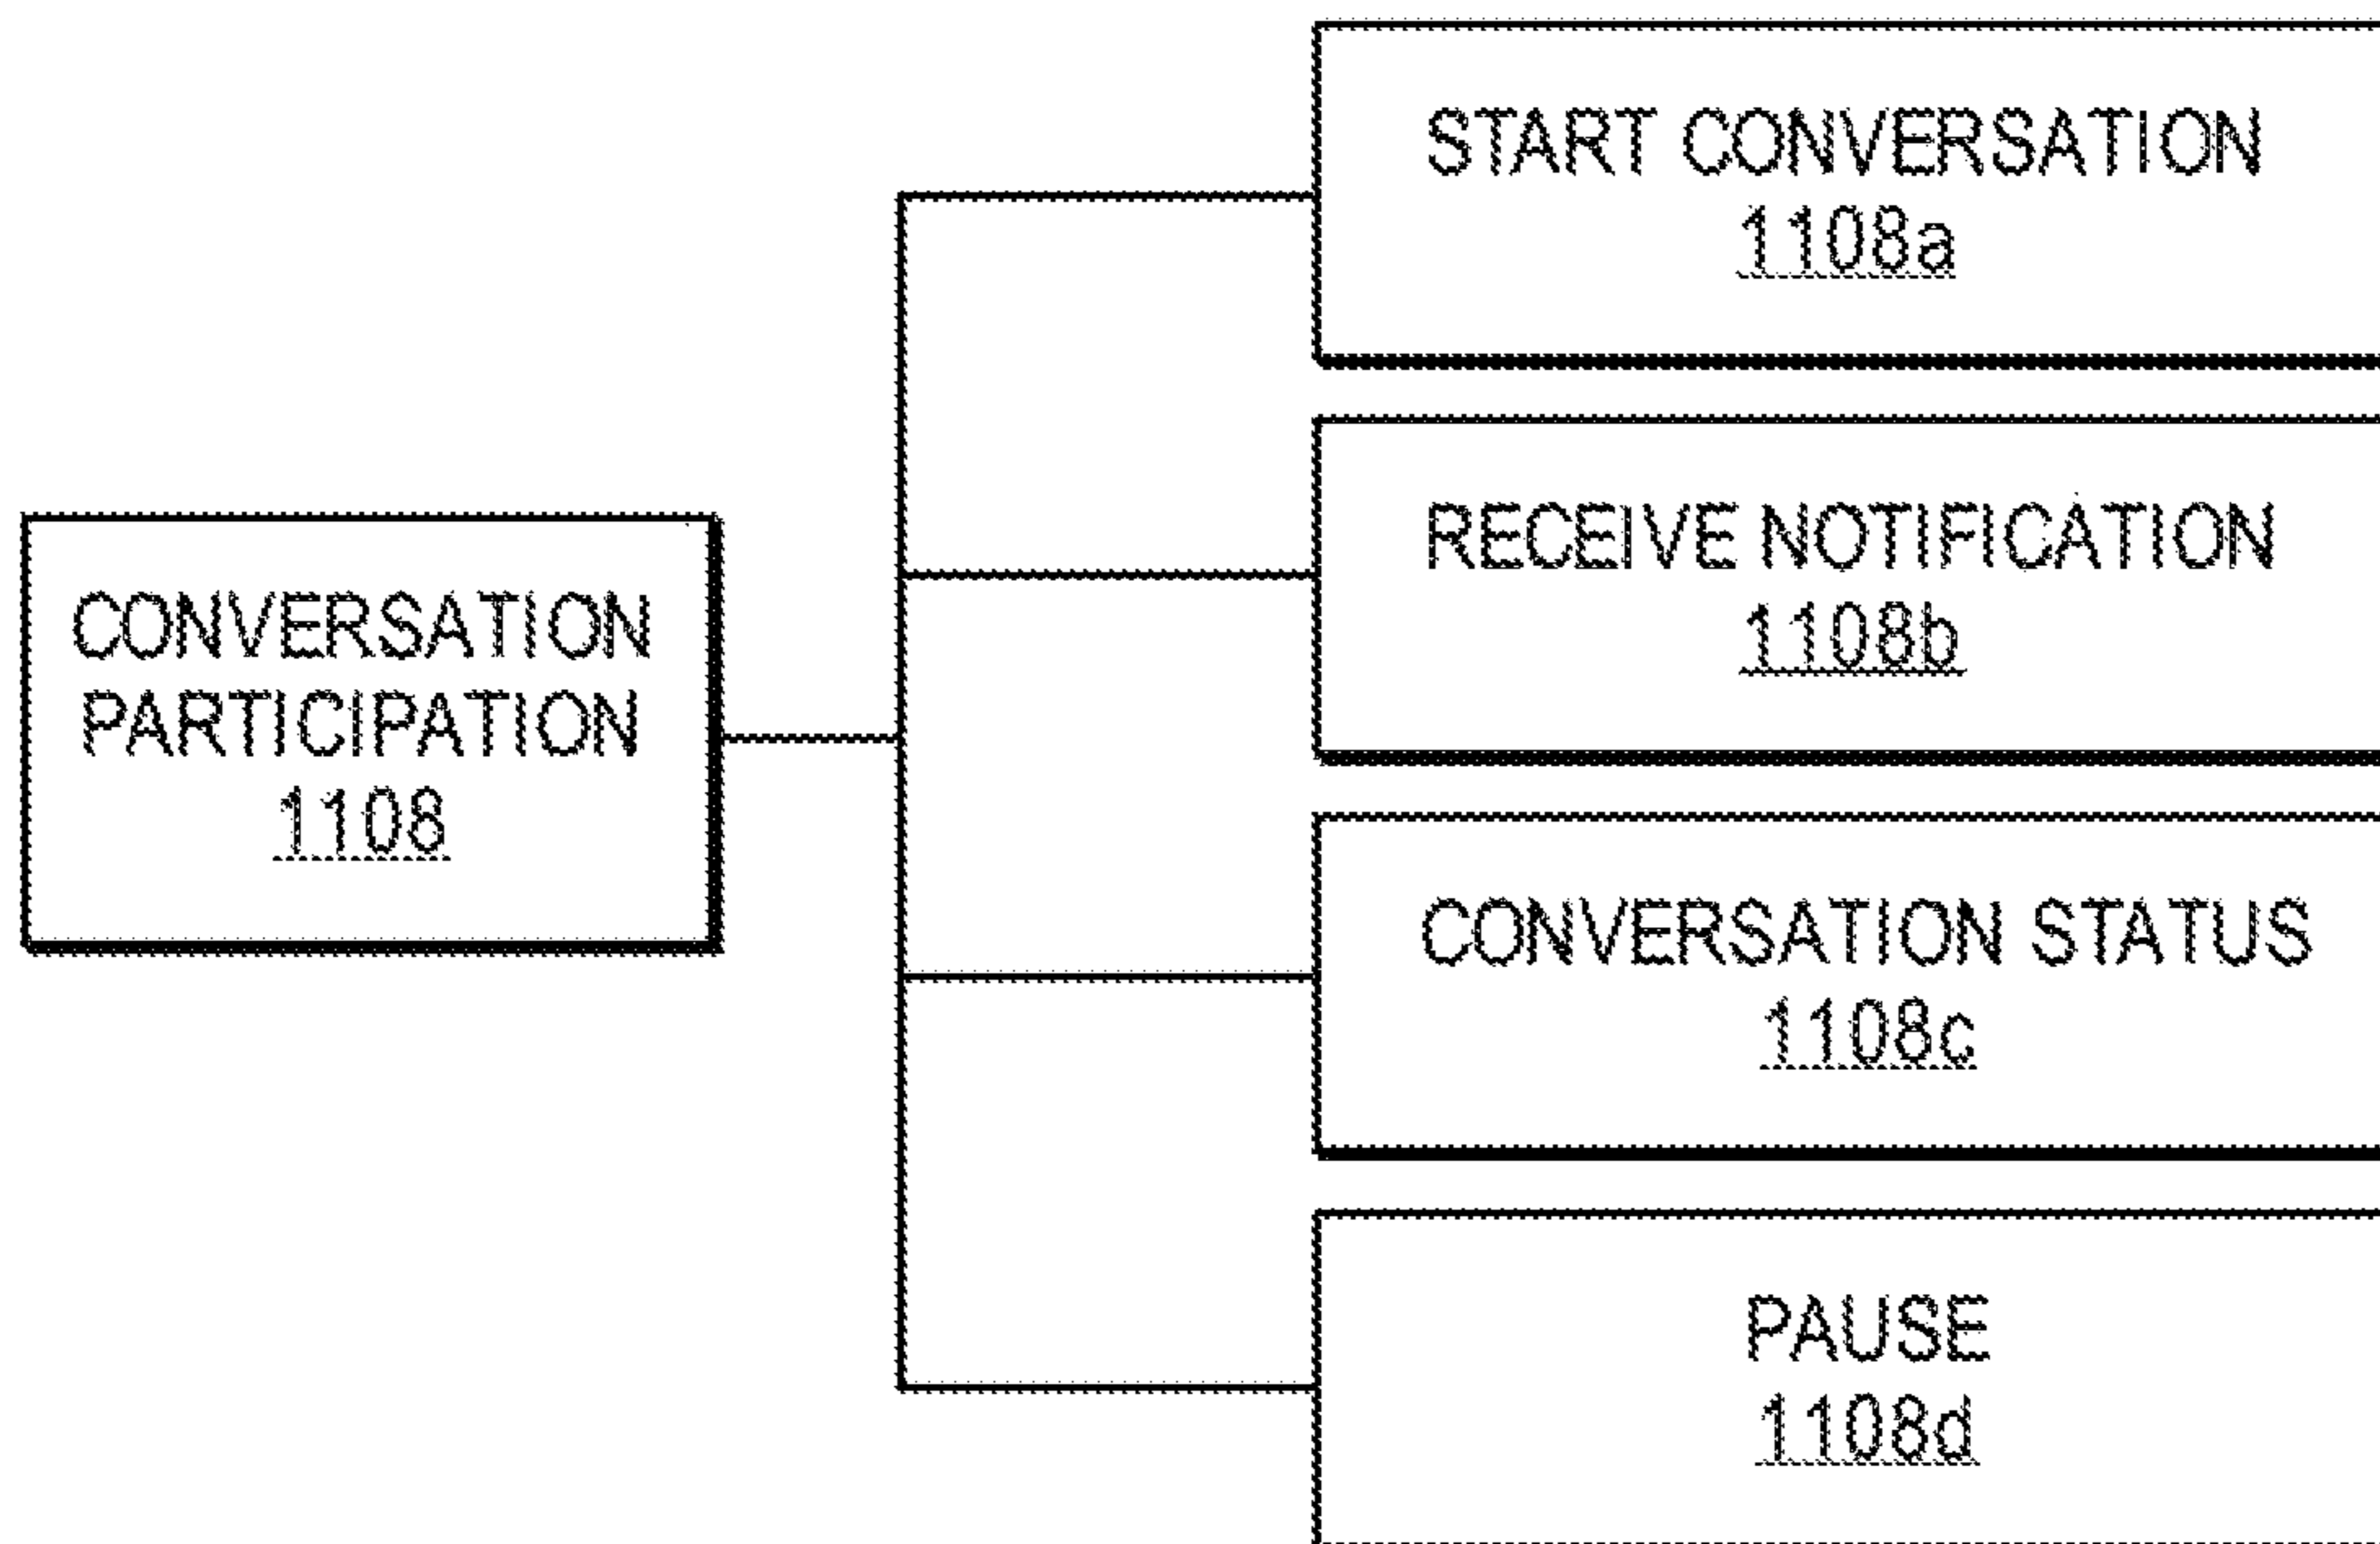 START CONVERSATION
1108a
RECEIVE NOTIFICATION
1108b
CONVERSATION
PARTICIPATION
1108
CONVERSATION STATUS
1108c
PAUSE
1108d